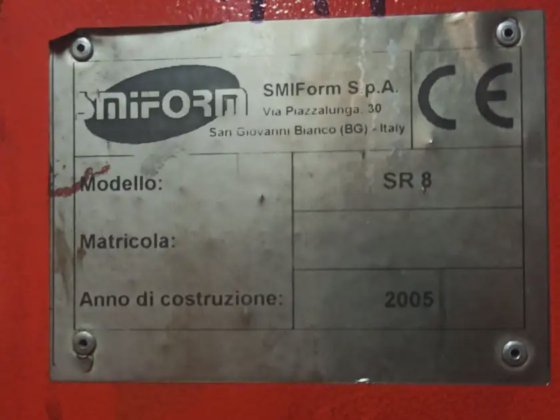 SMIFORM
SMIForm S.p.A.
Via Piazzalunga, 30
San Giovanni Bianco (BG) - Italy
CE
Modello: SR 8
Matricola:
Anno di costruzione: 2005